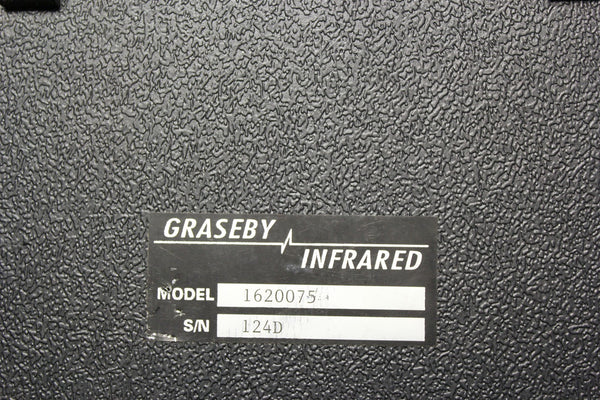 GRASEBY
INFRARED
MODEL 1620075
S/N 124D